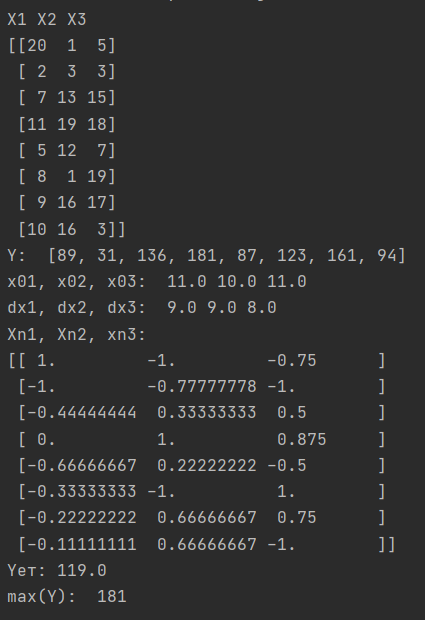 X1 X2 X3
[[20  1  5]
 [ 2  3  3]
 [ 7 13 15]
 [11 19 18]
 [ 5 12  7]
 [ 8  1 19]
 [ 9 16 17]
 [10 16  3]]
Y:  [89, 31, 136, 181, 87, 123, 161, 94]
x01, x02, x03:  11.0 10.0 11.0
dx1, dx2, dx3:  9.0 9.0 8.0
Xn1, Xn2, xn3:
[[ 1.         -1.         -0.75      ]
 [-1.         -0.77777778 -1.        ]
 [-0.44444444  0.33333333  0.5       ]
 [ 0.          1.          0.875     ]
 [-0.66666667  0.22222222 -0.5       ]
 [-0.33333333 -1.          1.        ]
 [-0.22222222  0.66666667  0.75      ]
 [-0.11111111  0.66666667 -1.        ]]
Yет: 119.0
max(Y):  181